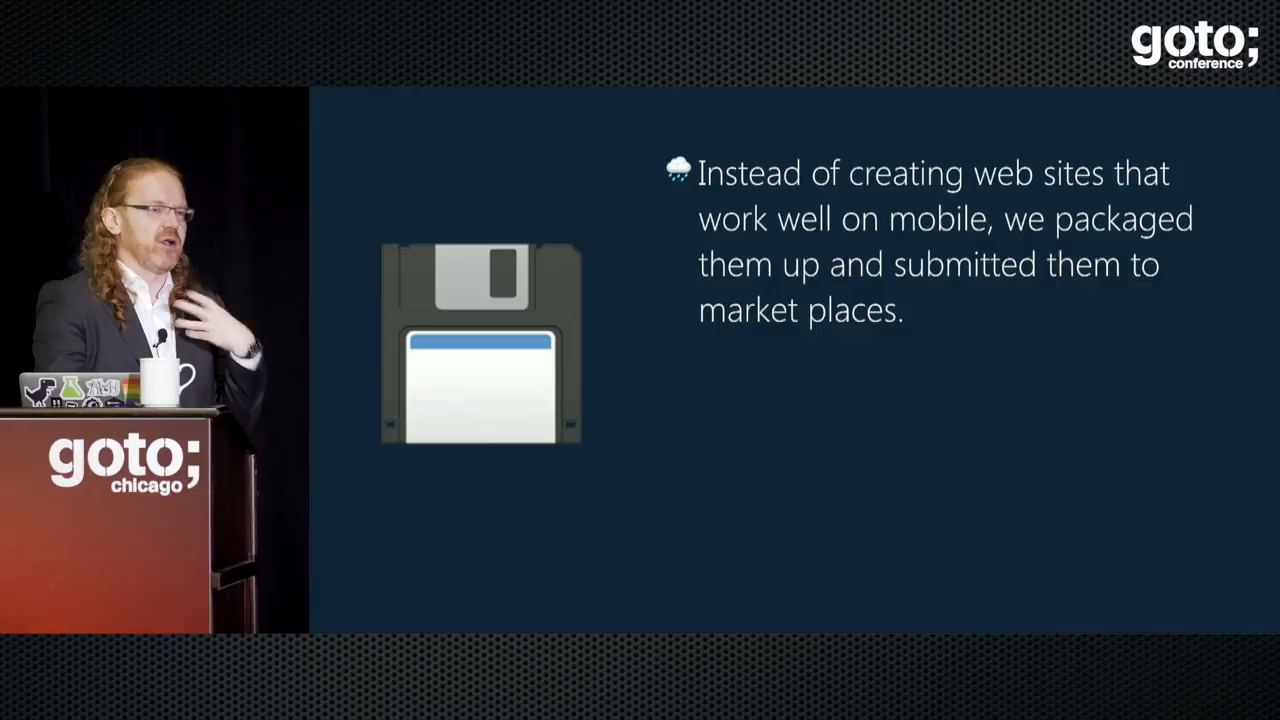 goto;
conference
Instead of creating web sites that
work well on mobile, we packaged
them up and submitted them to
market places.
goto;
chicago